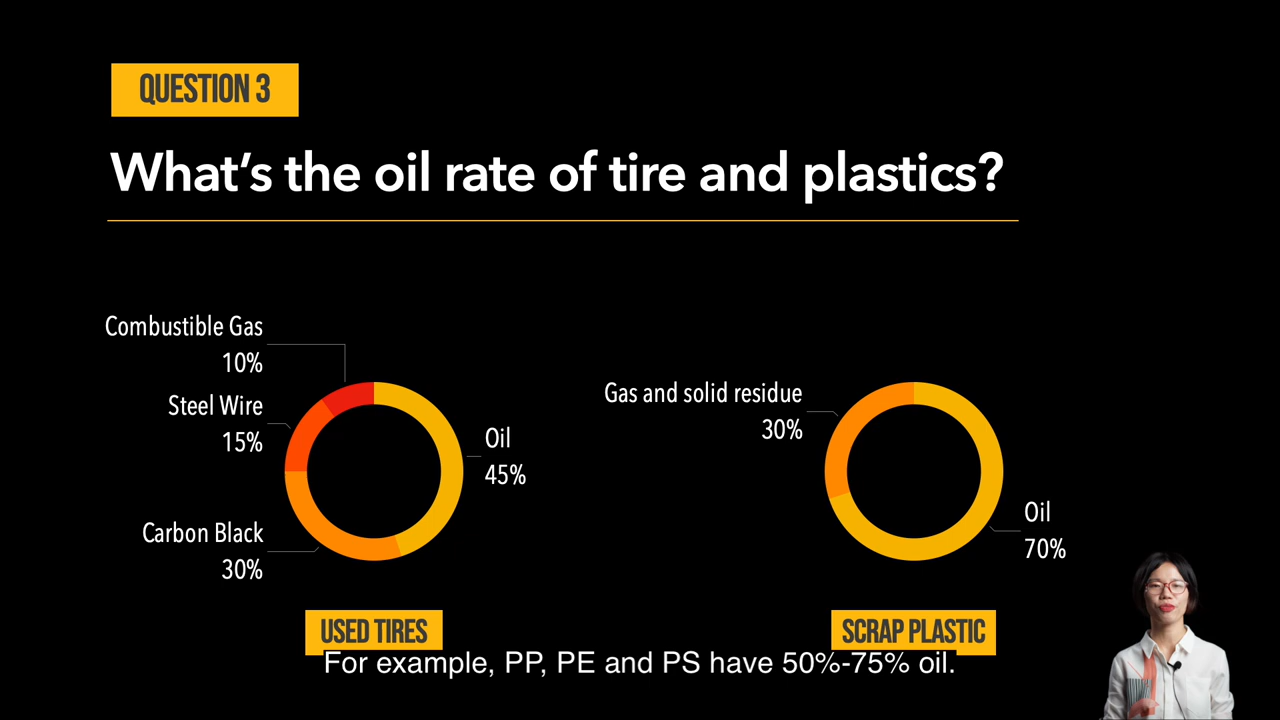 QUESTION 3
What's the oil rate of tire and plastics?
Combustible Gas
10%
Steel Wire
15%
Oil
45%
Carbon Black
30%
USED TIRES
Gas and solid residue
30%
Oil
70%
SCRAP PLASTIC
For example, PP, PE and PS have 50%-75% oil.